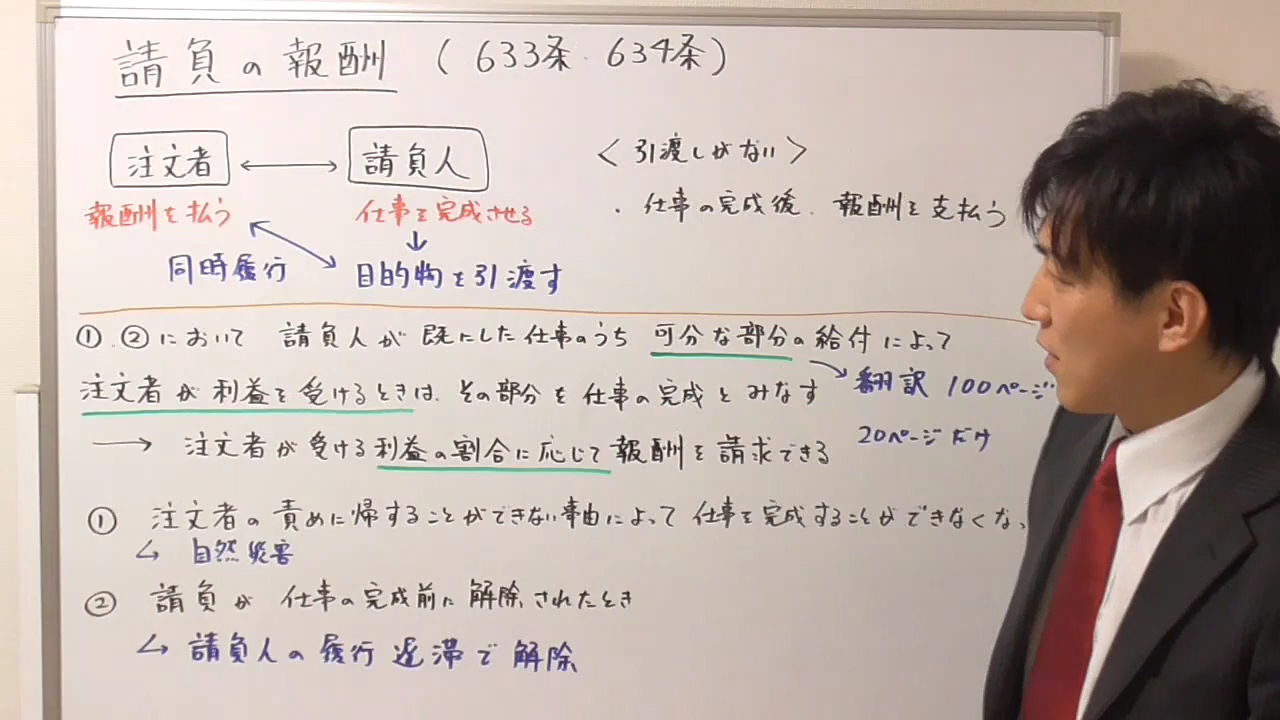 請負の報酬 (633条・634条)
注文者 ↔ 請負人
報酬を払う
仕事を完成させる
↓
同時履行
目的物を引渡す
<引渡しがない>
・仕事の完成後、報酬を支払う
①、②において 請負人が既にした仕事のうち 可分な部分の給付によって
注文者が利益を受けるときは、その部分を仕事の完成とみなす
→ 注文者が受ける利益の割合に応じて報酬を請求できる
翻訳 100ページ
20ページだけ
① 注文者の責めに帰することができない事由によって仕事を完成することができなくな
↳ 自然災害
② 請負が 仕事の完成前に解除されたとき
↳ 請負人の履行遅滞で解除